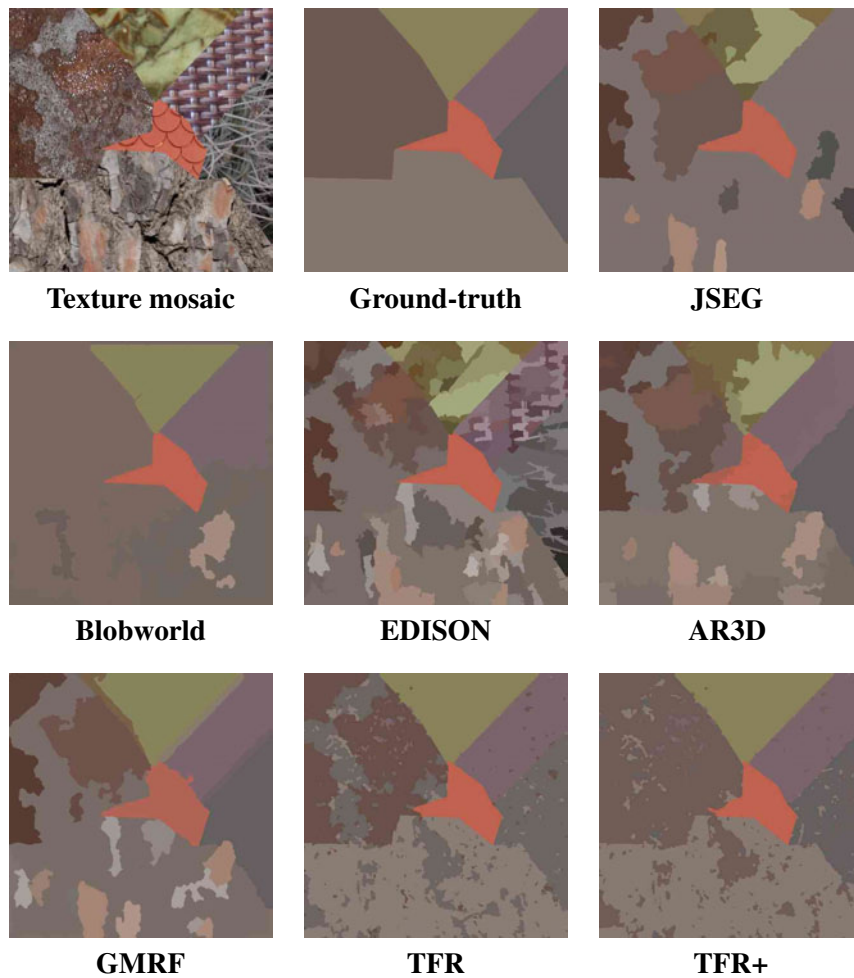 Texture mosaic
Ground-truth
JSEG
Blobworld
EDISON
AR3D
GMRF
TFR
TFR+